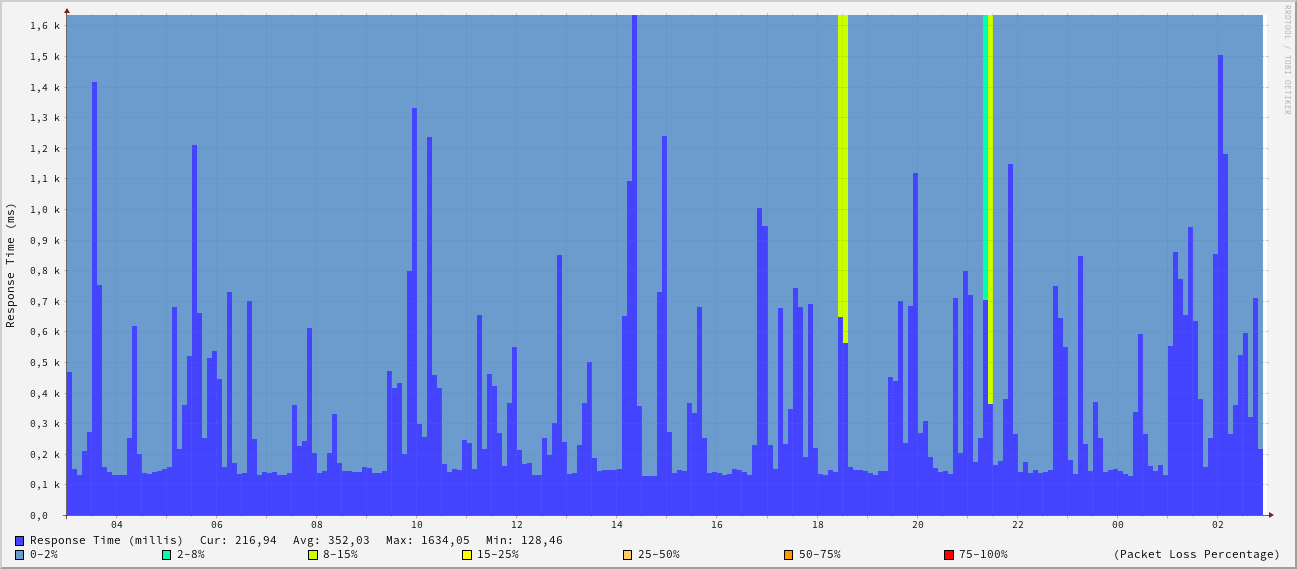 RRDTOOL / TOBI OETIKER
Response Time (ms)
1,6 k
1,5 k
1,4 k
1,3 k
1,2 k
1,1 k
1,0 k
0,9 k
0,8 k
0,7 k
0,6 k
0,5 k
0,4 k
0,3 k
0,2 k
0,1 k
0,0
04 06 08 10 12 14 16 18 20 22 00 02
Response Time (millis) Cur: 216,94 Avg: 352,03 Max: 1634,05 Min: 128,46
0-2% 2-8% 8-15% 15-25% 25-50% 50-75% 75-100% (Packet Loss Percentage)